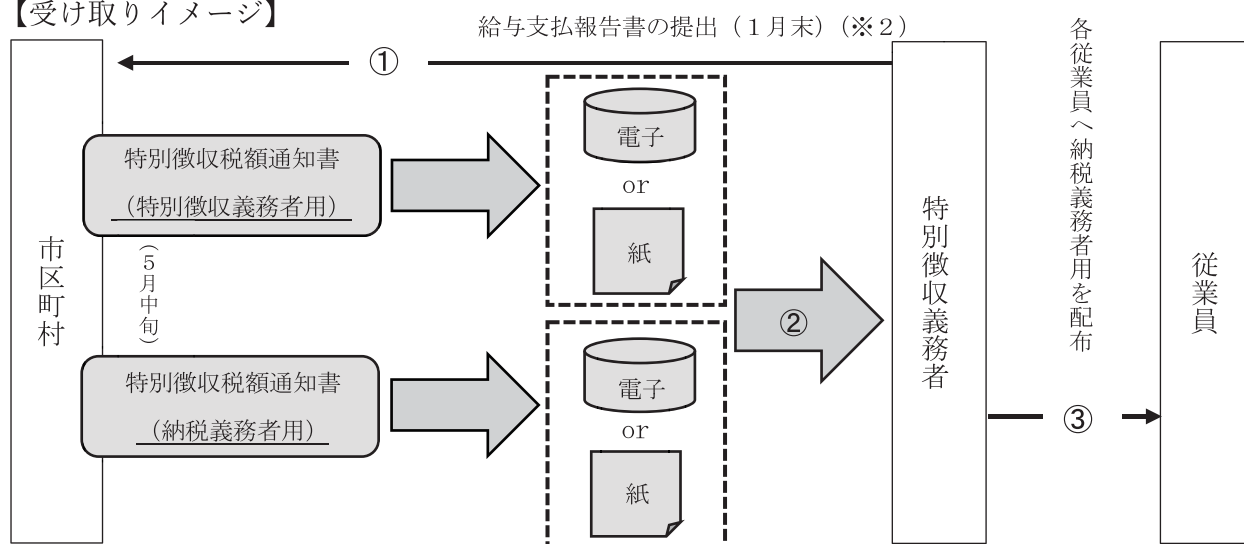 【受け取りイメージ】
給与支払報告書の提出（１月末）（※２）
①
市区町村
特別徴収税額通知書
（特別徴収義務者用）
（５月中旬）
特別徴収税額通知書
（納税義務者用）
電子
or
紙
電子
or
紙
②
特別徴収義務者
各従業員へ納税義務者用を配布
③
従業員